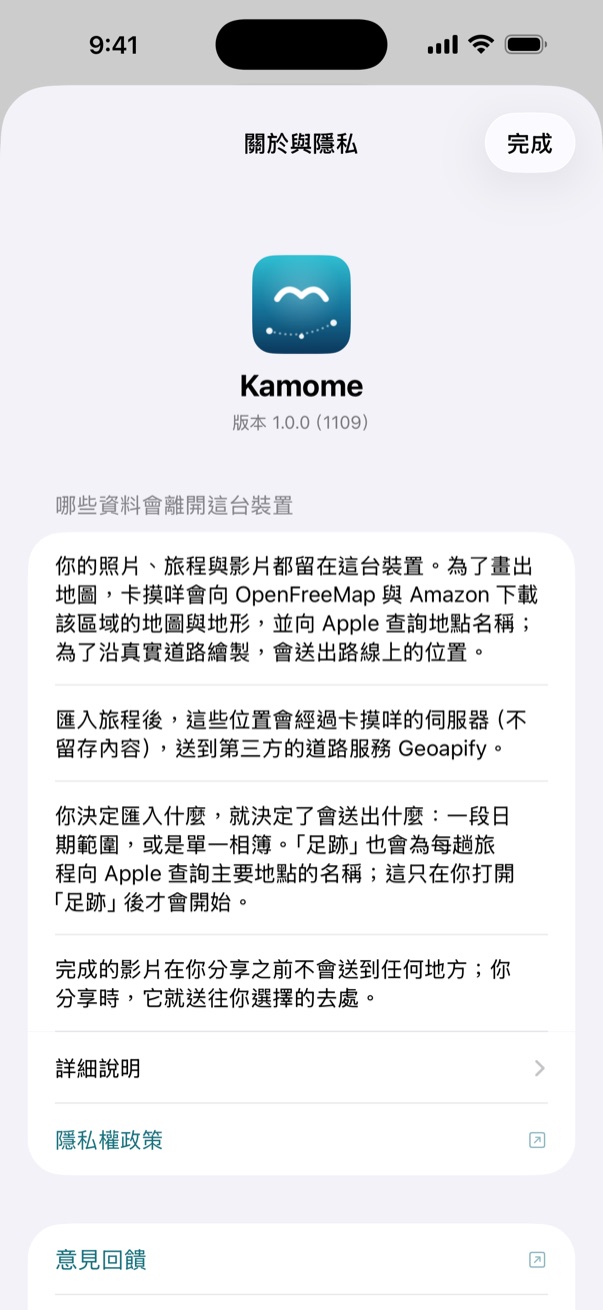 9:41
關於與隱私
完成
Kamome
版本 1.0.0 (1109)
哪些資料會離開這台裝置
你的照片、旅程與影片都留在這台裝置。為了畫出
地圖，卡摸咩會向 OpenFreeMap 與 Amazon 下載
該區域的地圖與地形，並向 Apple 查詢地點名稱；
為了沿真實道路繪製，會送出路線上的位置。
匯入旅程後，這些位置會經過卡摸咩的伺服器（不
留存內容），送到第三方的道路服務 Geoapify。
你決定匯入什麼，就決定了會送出什麼：一段日
期範圍，或是單一相簿。「足跡」也會為每趟旅
程向 Apple 查詢主要地點的名稱；這只在你打開
「足跡」後才會開始。
完成的影片在你分享之前不會送到任何地方；你
分享時，它就送往你選擇的去處。
詳細說明
隱私權政策
意見回饋